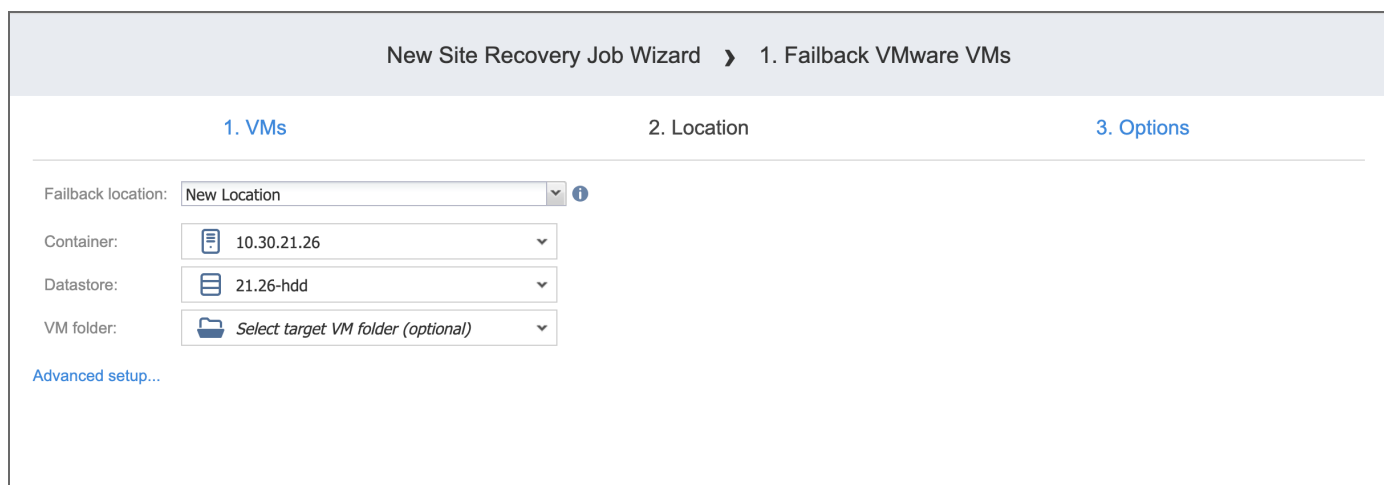 New Site Recovery Job Wizard ❯ 1. Failback VMware VMs
1. VMs 2. Location 3. Options
Failback location: New Location
Container: 10.30.21.26
Datastore: 21.26-hdd
VM folder: Select target VM folder (optional)
Advanced setup...